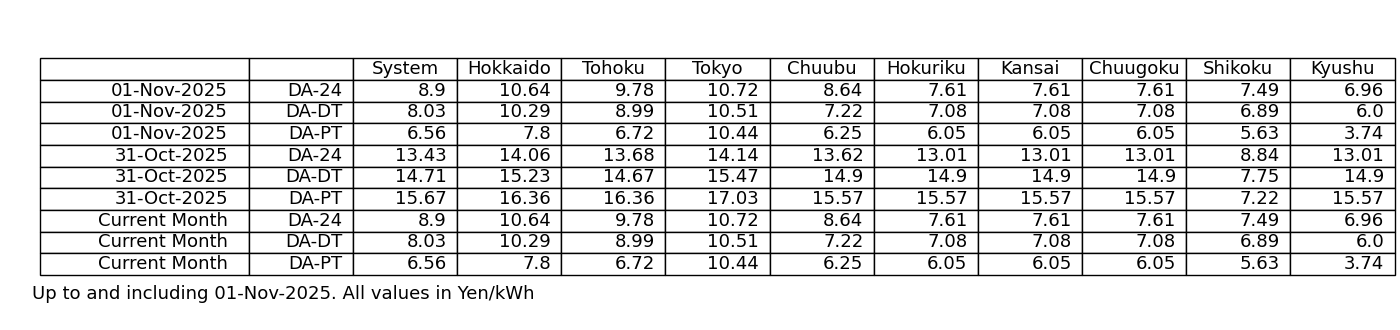 System Hokkaido Tohoku Tokyo Chuubu Hokuriku Kansai Chuugoku Shikoku Kyushu
01-Nov-2025 DA-24 8.9 10.64 9.78 10.72 8.64 7.61 7.61 7.61 7.49 6.96
01-Nov-2025 DA-DT 8.03 10.29 8.99 10.51 7.22 7.08 7.08 7.08 6.89 6.0
01-Nov-2025 DA-PT 6.56 7.8 6.72 10.44 6.25 6.05 6.05 6.05 5.63 3.74
31-Oct-2025 DA-24 13.43 14.06 13.68 14.14 13.62 13.01 13.01 13.01 8.84 13.01
31-Oct-2025 DA-DT 14.71 15.23 14.67 15.47 14.9 14.9 14.9 14.9 7.75 14.9
31-Oct-2025 DA-PT 15.67 16.36 16.36 17.03 15.57 15.57 15.57 15.57 7.22 15.57
Current Month DA-24 8.9 10.64 9.78 10.72 8.64 7.61 7.61 7.61 7.49 6.96
Current Month DA-DT 8.03 10.29 8.99 10.51 7.22 7.08 7.08 7.08 6.89 6.0
Current Month DA-PT 6.56 7.8 6.72 10.44 6.25 6.05 6.05 6.05 5.63 3.74
Up to and including 01-Nov-2025. All values in Yen/kWh